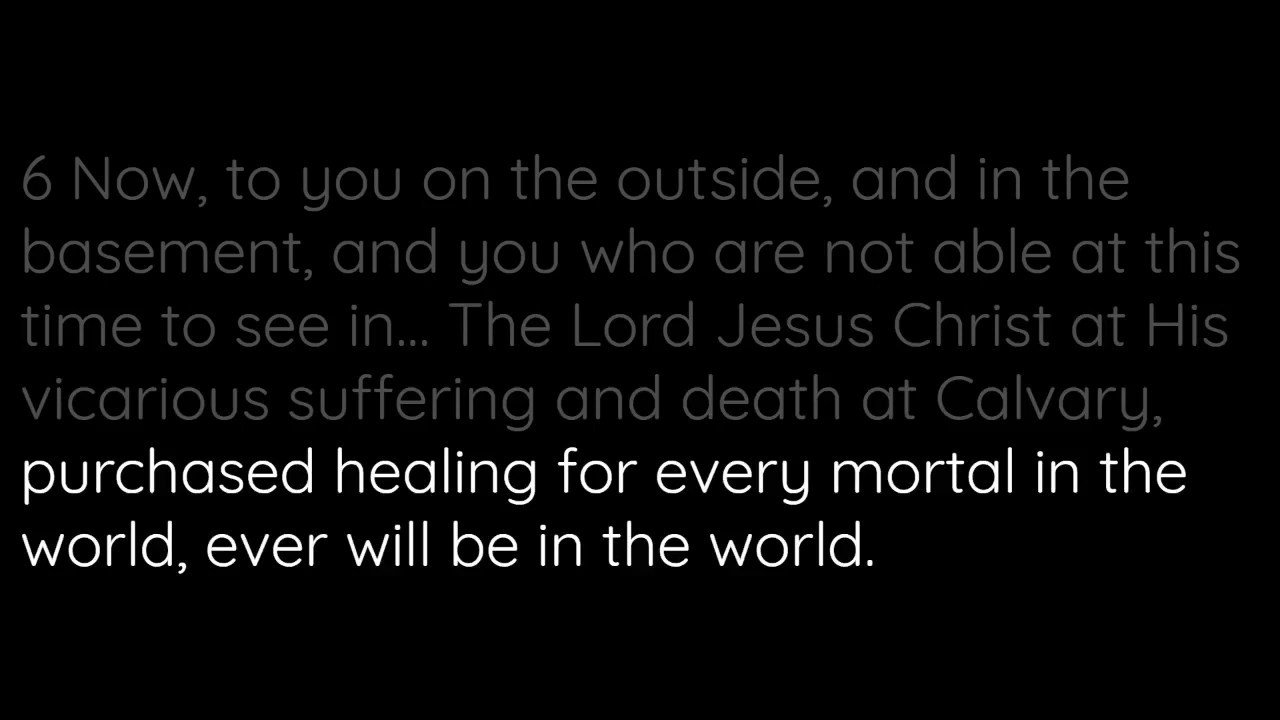 6 Now, to you on the outside, and in the
basement, and you who are not able at this
time to see in... The Lord Jesus Christ at His
vicarious suffering and death at Calvary,
purchased healing for every mortal in the
world, ever will be in the world.